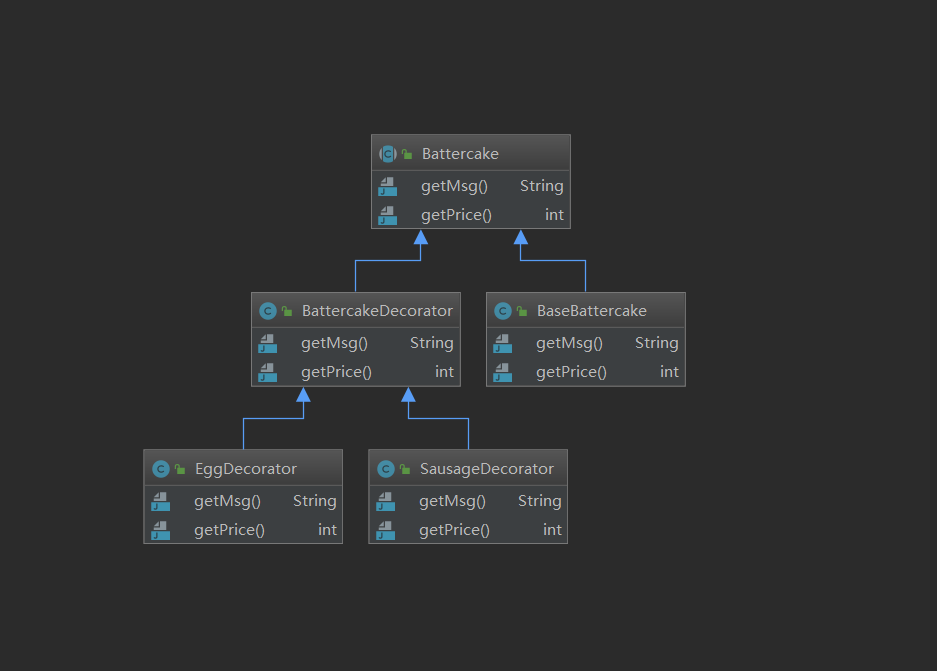 Battercake
getMsg() String
getPrice() int
BattercakeDecorator
getMsg() String
getPrice() int
BaseBattercake
getMsg() String
getPrice() int
EggDecorator
getMsg() String
getPrice() int
SausageDecorator
getMsg() String
getPrice() int